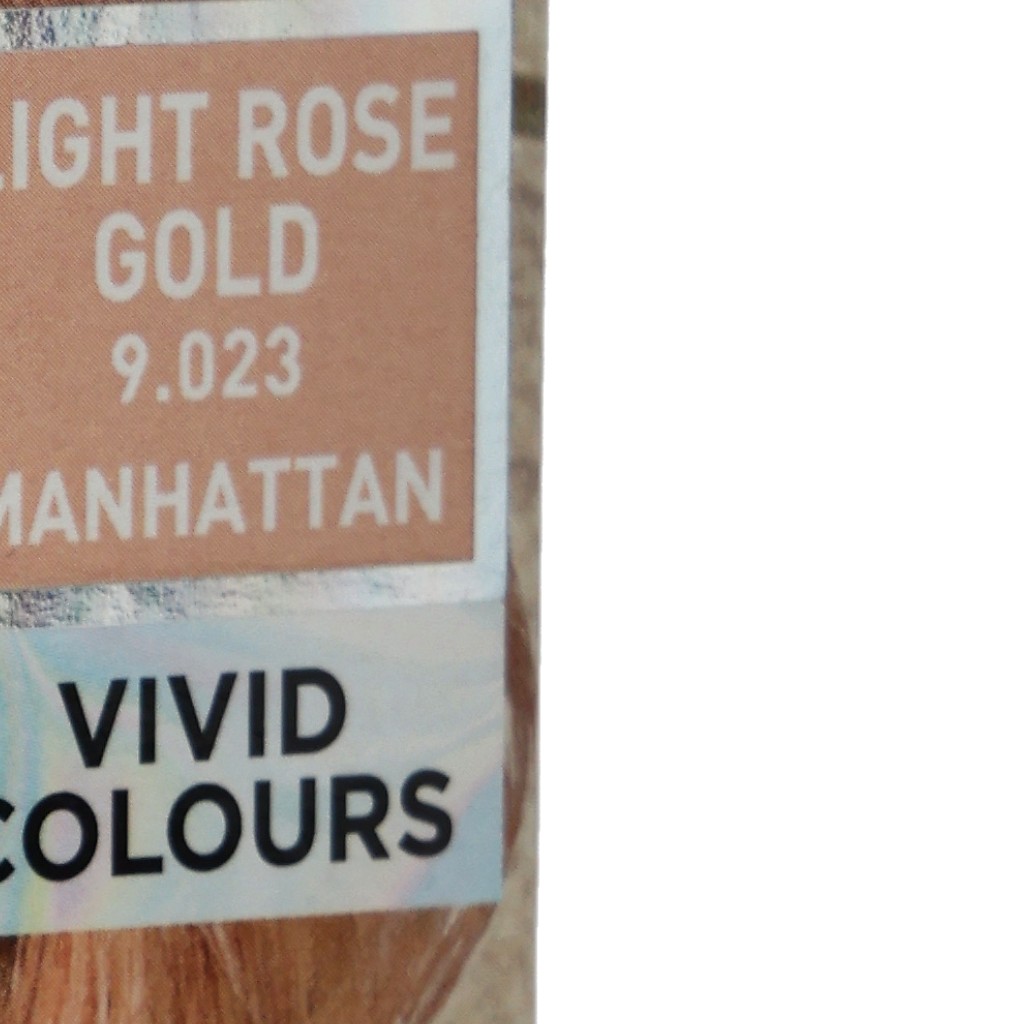 LIGHT ROSE
GOLD
9.023
MANHATTAN
VIVID
COLOURS